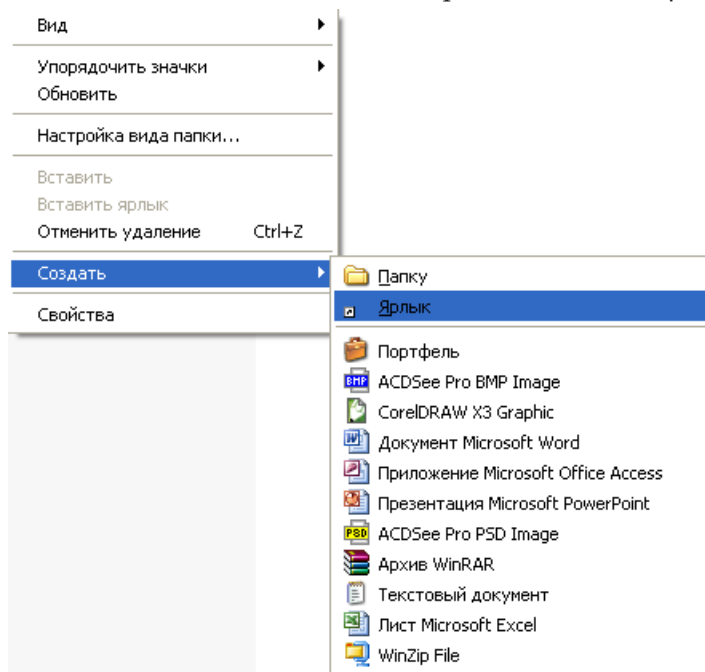 Вид
Упорядочить значки
Обновить
Настройка вида папки...
Вставить
Вставить ярлык
Отменить удаление Ctrl+Z
Создать
Свойства
Папку
Ярлык
Портфель
BMP ACDSee Pro BMP Image
CorelDRAW X3 Graphic
Документ Microsoft Word
Приложение Microsoft Office Access
Презентация Microsoft PowerPoint
PSD ACDSee Pro PSD Image
Архив WinRAR
Текстовый документ
Лист Microsoft Excel
WinZip File